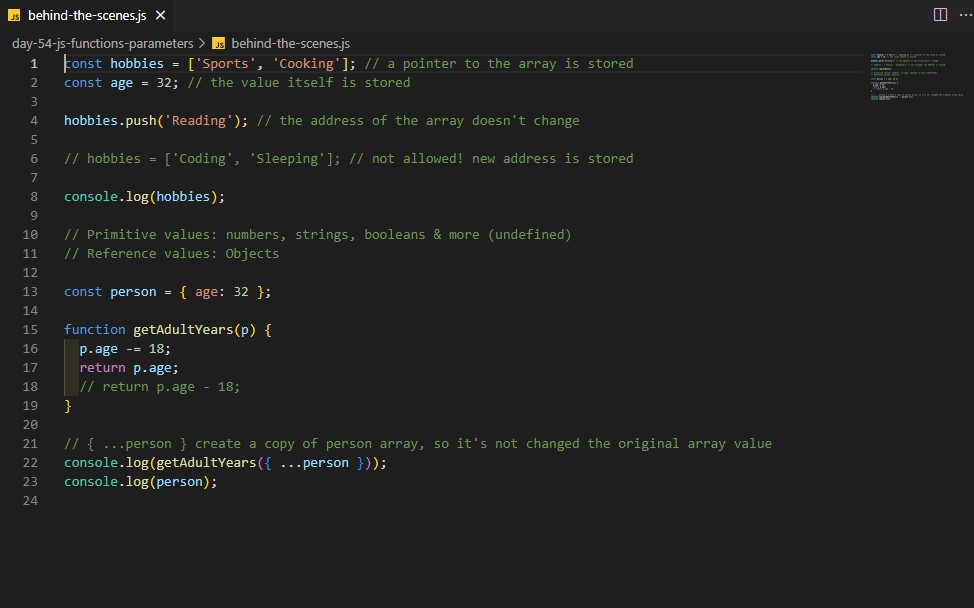 JS behind-the-scenes.js ×
day-54-js-functions-parameters > JS behind-the-scenes.js
1 const hobbies = ['Sports', 'Cooking']; // a pointer to the array is stored
2 const age = 32; // the value itself is stored
3
4 hobbies.push('Reading'); // the address of the array doesn't change
5
6 // hobbies = ['Coding', 'Sleeping']; // not allowed! new address is stored
7
8 console.log(hobbies);
9
10 // Primitive values: numbers, strings, booleans & more (undefined)
11 // Reference values: Objects
12
13 const person = { age: 32 };
14
15 function getAdultYears(p) {
16 p.age -= 18;
17 return p.age;
18 // return p.age - 18;
19 }
20
21 // { ...person } create a copy of person array, so it's not changed the original array value
22 console.log(getAdultYears({ ...person }));
23 console.log(person);
24